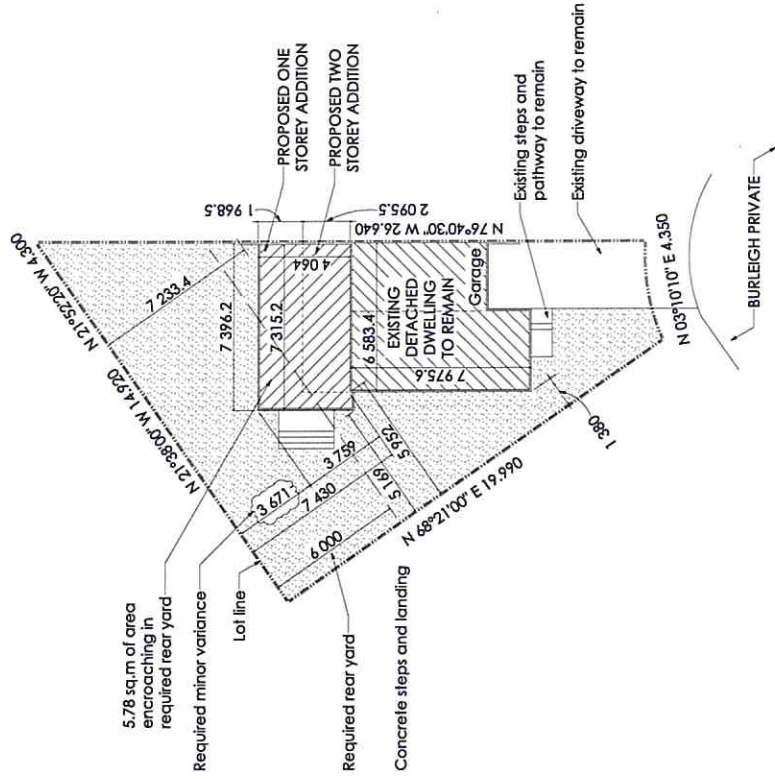 5.78 sq.m of area
encroaching in
required rear yard
Required minor variance
Lot line
Required rear yard
Concrete steps and landing
N 21°52'20" W 4.300
N 21°38'00" W 14.920
7 233.4
7 396.2
7 315.2
4 064
1 968.5
2 095.5
PROPOSED ONE
STOREY ADDITION
PROPOSED TWO
STOREY ADDITION
N 76°40'30" W 26.640
6 583.4
EXISTING
DETACHED
DWELLING
TO REMAIN
7 975.6
Garage
3 671
3 759
7 430
6 000
5 169
5 952
N 68°21'00" E 19.990
1 380
Existing steps and
pathway to remain
Existing driveway to remain
N 03°10'10" E 4.350
BURLEIGH PRIVATE